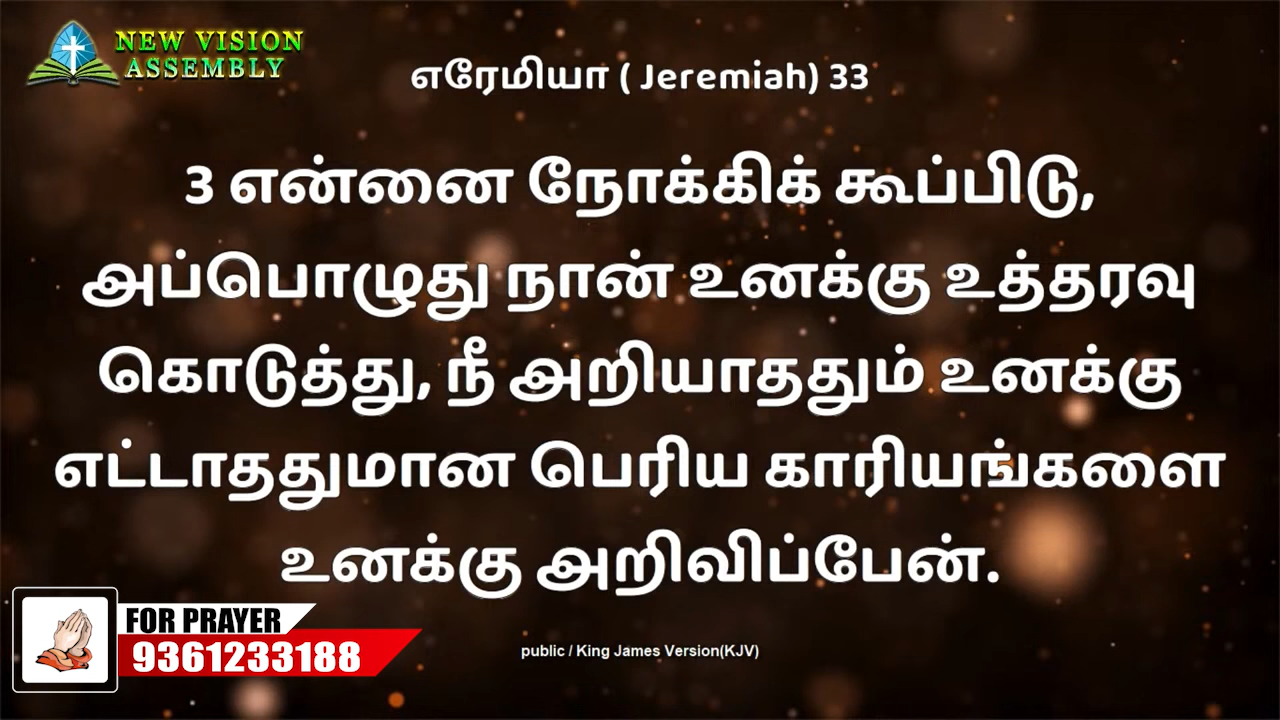 NEW VISION
ASSEMBLY
எரேமியா ( Jeremiah) 33
3 என்னை நோக்கிக் கூப்பிடு,
அப்பொழுது நான் உனக்கு உத்தரவு
கொடுத்து, நீ அறியாததும் உனக்கு
எட்டாததுமான பெரிய காரியங்களை
உனக்கு அறிவிப்பேன்.
FOR PRAYER
9361233188
public / King James Version(KJV)